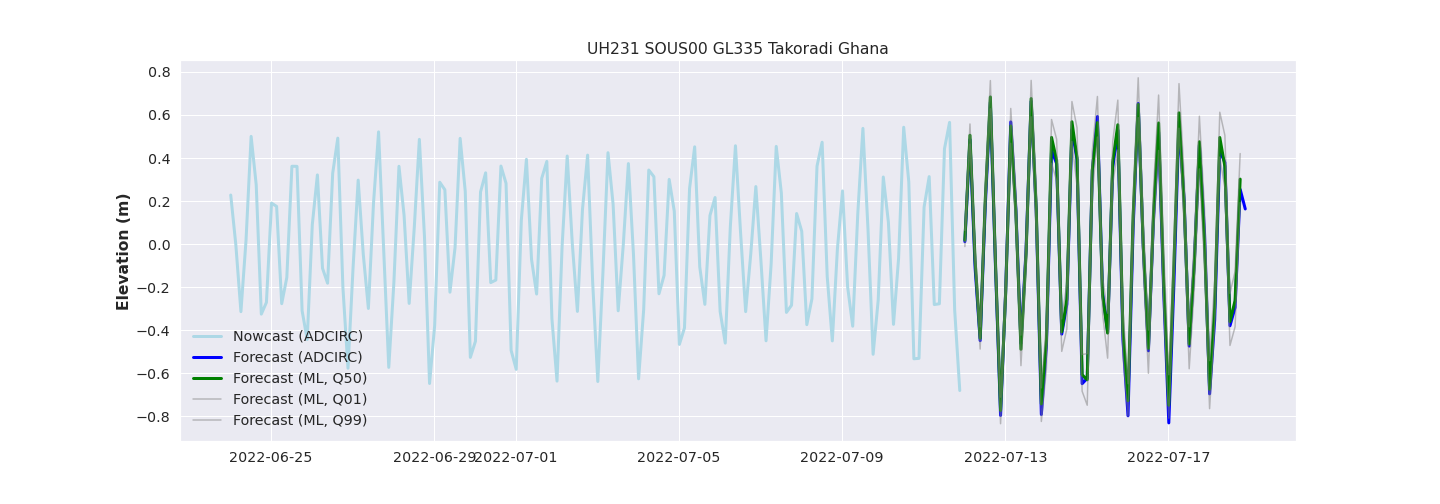 UH231 SOUS00 GL335 Takoradi Ghana
Elevation (m)
0.8
0.6
0.4
0.2
0.0
−0.2
−0.4
−0.6
−0.8
Nowcast (ADCIRC)
Forecast (ADCIRC)
Forecast (ML, Q50)
Forecast (ML, Q01)
Forecast (ML, Q99)
2022-06-25 2022-06-29 2022-07-01 2022-07-05 2022-07-09 2022-07-13 2022-07-17